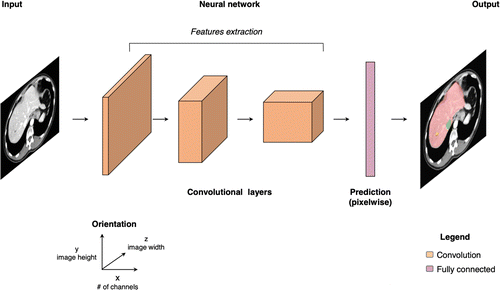 Input
Neural network
Output
Features extraction
Convolutional layers
Prediction
(pixelwise)
Orientation
y
image height
z
image width
x
# of channels
Legend
Convolution
Fully connected